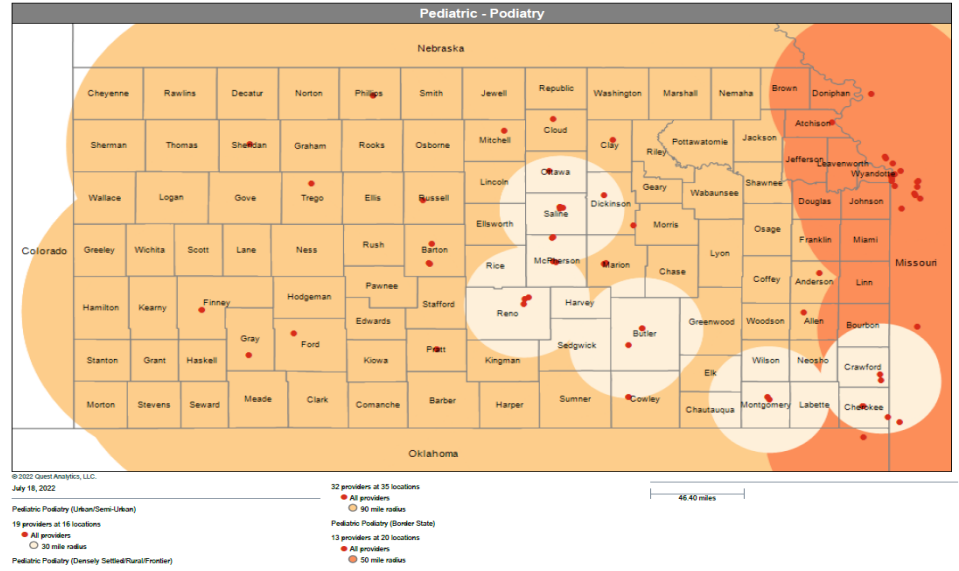 Pediatric - Podiatry
Nebraska
Cheyenne Rawlins Decatur Norton Phillips Smith Jewell Republic Washington Marshall Nemaha Brown Doniphan
Sherman Thomas Sheridan Graham Rooks Osborne Mitchell Cloud Clay Riley Pottawatomie Jackson Atchison
Jefferson Leavenworth Wyandotte
Wallace Logan Gove Trego Ellis Russell Lincoln Ottawa Saline Dickinson Geary Wabaunsee Shawnee Douglas Johnson
Colorado Greeley Wichita Scott Lane Ness Rush Barton Ellsworth McPherson Marion Morris Chase Lyon Osage Franklin Miami Missouri
Hamilton Kearny Finney Hodgeman Pawnee Stafford Rice Reno Harvey Butler Greenwood Coffey Anderson Linn
Gray Ford Edwards Sedgwick Woodson Allen Bourbon
Stanton Grant Haskell Kiowa Pratt Kingman Elk Wilson Neosho Crawford
Morton Stevens Seward Meade Clark Comanche Barber Harper Sumner Cowley Chautauqua Montgomery Labette Cherokee
Oklahoma
© 2022 Quest Analytics, LLC.
July 18, 2022
Pediatric Podiatry (Urban/Semi-Urban)
19 providers at 16 locations
All providers
30 mile radius
Pediatric Podiatry (Densely Settled/Rural/Frontier)
32 providers at 35 locations
All providers
90 mile radius
Pediatric Podiatry (Border State)
13 providers at 20 locations
All providers
50 mile radius
46.40 miles